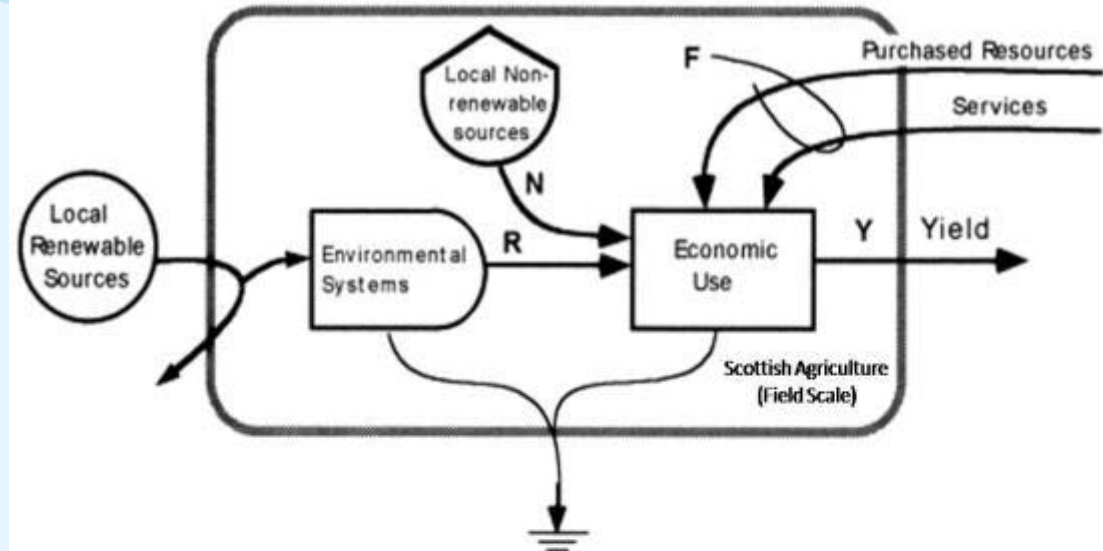 Local Non-
renewable
sources
F
Purchased Resources
Services
Local
Renewable
Sources
N
Environmental
Systems
R
Economic
Use
Y
Yield
Scottish Agriculture
(Field Scale)